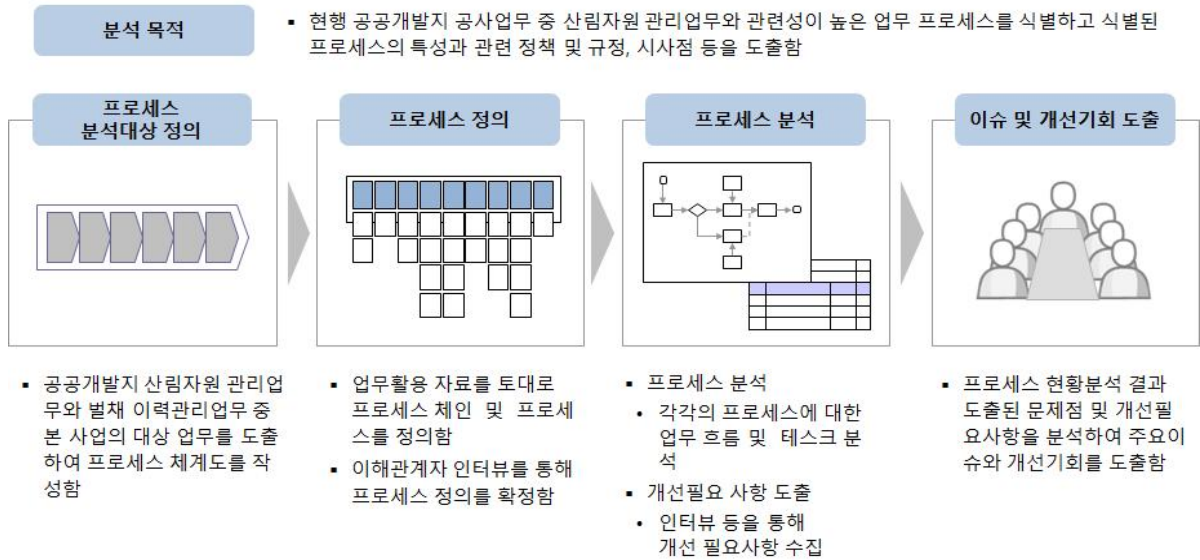 분석 목적
▪ 현행 공공개발지 공사업무 중 산림자원 관리업무와 관련성이 높은 업무 프로세스를 식별하고 식별된
프로세스의 특성과 관련 정책 및 규정, 시사점 등을 도출함
프로세스
분석대상 정의
▪ 공공개발지 산림자원 관리업
무와 벌채 이력관리업무 중
본 사업의 대상 업무를 도출
하여 프로세스 체계도를 작
성함
프로세스 정의
▪ 업무활용 자료를 토대로
프로세스 체인 및 프로세
스를 정의함
▪ 이해관계자 인터뷰를 통해
프로세스 정의를 확정함
프로세스 분석
▪ 프로세스 분석
• 각각의 프로세스에 대한
업무 흐름 및 테스크 분
석
▪ 개선필요 사항 도출
• 인터뷰 등을 통해
개선 필요사항 수집
이슈 및 개선기회 도출
▪ 프로세스 현황분석 결과
도출된 문제점 및 개선필
요사항을 분석하여 주요이
슈와 개선기회를 도출함